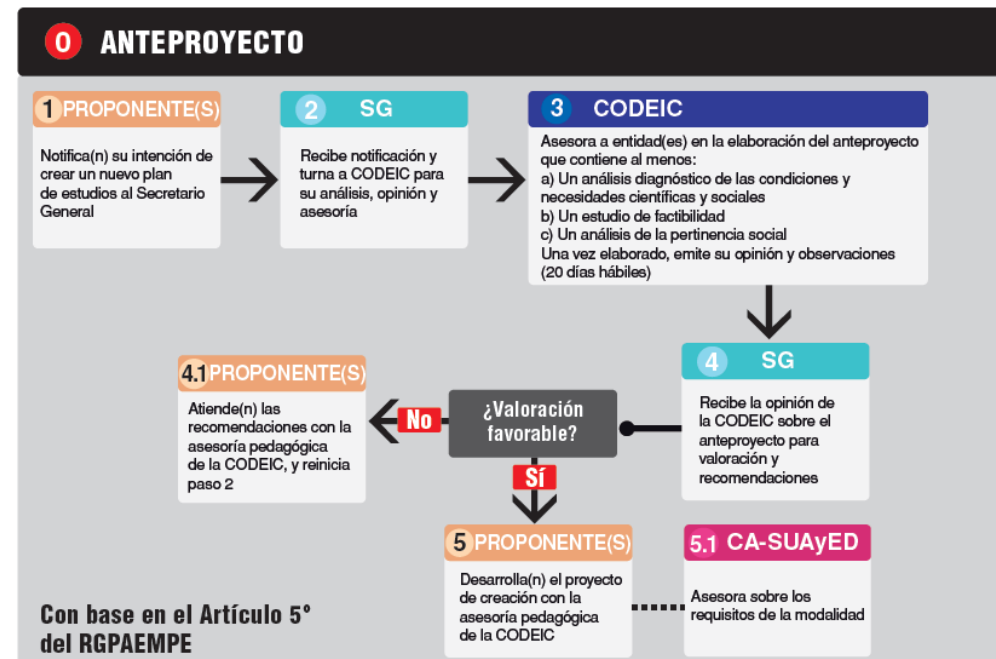 0 ANTEPROYECTO
1 PROPONENTE(S)
Notifica(n) su intención de
crear un nuevo plan
de estudios al Secretario
General
2 SG
Recibe notificación y
turna a CODEIC para
su análisis, opinión y
asesoría
3 CODEIC
Asesora a entidad(es) en la elaboración del anteproyecto
que contiene al menos:
a) Un análisis diagnóstico de las condiciones y
necesidades científicas y sociales
b) Un estudio de factibilidad
c) Un análisis de la pertinencia social
Una vez elaborado, emite su opinión y observaciones
(20 días hábiles)
4 SG
Recibe la opinión de
la CODEIC sobre el
anteproyecto para
valoración y
recomendaciones
¿Valoración
favorable?
No
4.1 PROPONENTE(S)
Atiende(n) las
recomendaciones con la
asesoría pedagógica
de la CODEIC, y reinicia
paso 2
Sí
5 PROPONENTE(S)
Desarrolla(n) el proyecto
de creación con la
asesoría pedagógica
de la CODEIC
5.1 CA-SUAyED
Asesora sobre los
requisitos de la modalidad
Con base en el Artículo 5°
del RGPAEMPE